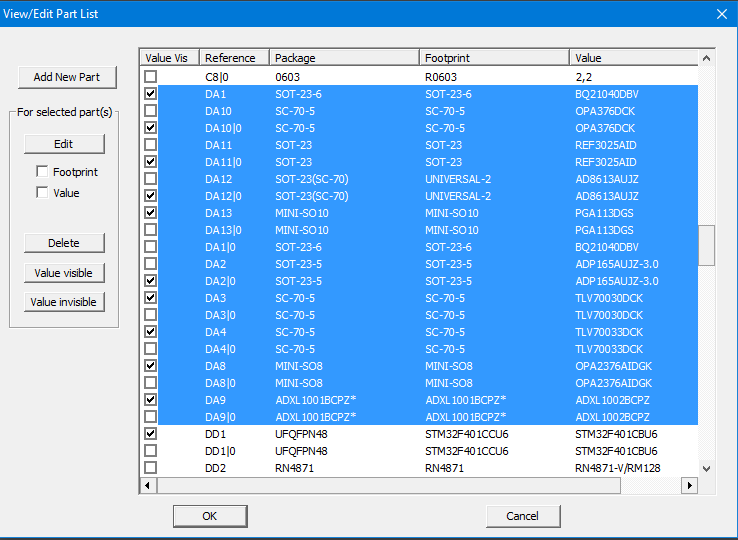 View/Edit Part List
Add New Part
For selected part(s)
Edit
Footprint
Value
Delete
Value visible
Value invisible
Value Vis Reference Package Footprint Value
C8|0 0603 R0603 2,2
DA1 SOT-23-6 SOT-23-6 BQ21040DBV
DA10 SC-70-5 SC-70-5 OPA376DCK
DA10|0 SC-70-5 SC-70-5 OPA376DCK
DA11 SOT-23 SOT-23 REF3025AID
DA11|0 SOT-23 SOT-23 REF3025AID
DA12 SOT-23(SC-70) UNIVERSAL-2 AD8613AUJZ
DA12|0 SOT-23(SC-70) UNIVERSAL-2 AD8613AUJZ
DA13 MINI-SO10 MINI-SO10 PGA113DGS
DA13|0 MINI-SO10 MINI-SO10 PGA113DGS
DA1|0 SOT-23-6 SOT-23-6 BQ21040DBV
DA2 SOT-23-5 SOT-23-5 ADP165AUJZ-3.0
DA2|0 SOT-23-5 SOT-23-5 ADP165AUJZ-3.0
DA3 SC-70-5 SC-70-5 TLV70030DCK
DA3|0 SC-70-5 SC-70-5 TLV70030DCK
DA4 SC-70-5 SC-70-5 TLV70033DCK
DA4|0 SC-70-5 SC-70-5 TLV70033DCK
DA8 MINI-SO8 MINI-SO8 OPA2376AIDGK
DA8|0 MINI-SO8 MINI-SO8 OPA2376AIDGK
DA9 ADXL1001BCPZ* ADXL1001BCPZ* ADXL1002BCPZ
DA9|0 ADXL1001BCPZ* ADXL1001BCPZ* ADXL1002BCPZ
DD1 UFQFPN48 STM32F401CCU6 STM32F401CBU6
DD1|0 UFQFPN48 STM32F401CCU6 STM32F401CBU6
DD2 RN4871 RN4871 RN4871-V/RM128
OK
Cancel